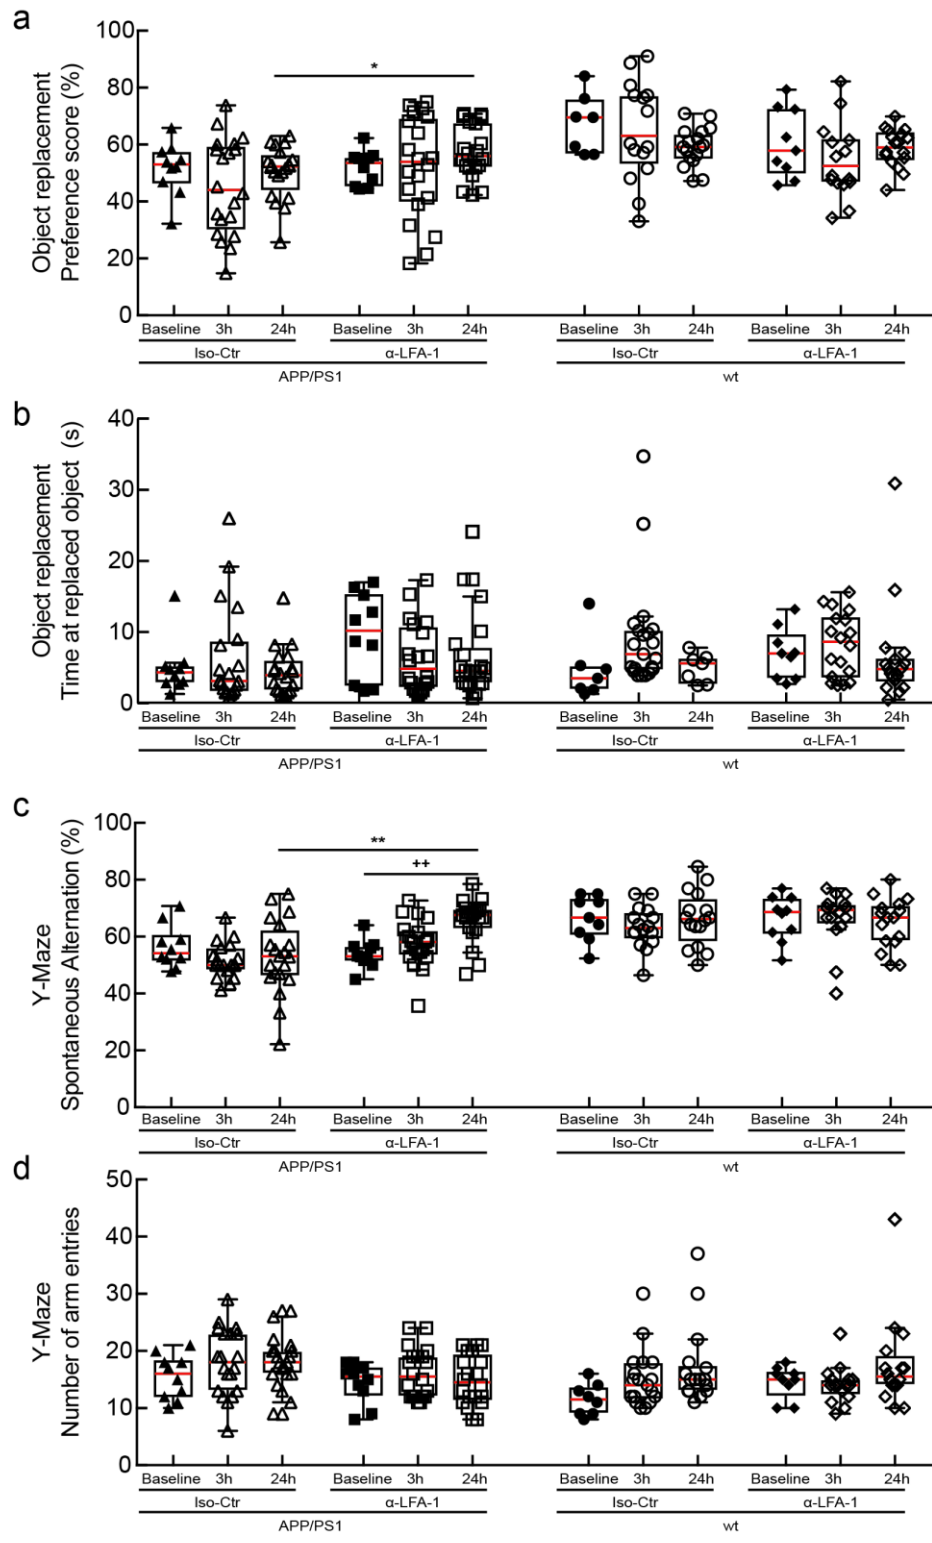 a
Object replacement
Preference score (%)
100
80
60
40
20
0
*
Baseline 3h 24h Baseline 3h 24h Baseline 3h 24h Baseline 3h 24h
Iso-Ctr α-LFA-1 Iso-Ctr α-LFA-1
APP/PS1 wt
b
Object replacement
Time at replaced object (s)
40
30
20
10
0
Baseline 3h 24h Baseline 3h 24h Baseline 3h 24h Baseline 3h 24h
Iso-Ctr α-LFA-1 Iso-Ctr α-LFA-1
APP/PS1 wt
c
Y-Maze
Spontaneous Alternation (%)
100
80
60
40
20
0
**
++
Baseline 3h 24h Baseline 3h 24h Baseline 3h 24h Baseline 3h 24h
Iso-Ctr α-LFA-1 Iso-Ctr α-LFA-1
APP/PS1 wt
d
Y-Maze
Number of arm entries
50
40
30
20
10
0
Baseline 3h 24h Baseline 3h 24h Baseline 3h 24h Baseline 3h 24h
Iso-Ctr α-LFA-1 Iso-Ctr α-LFA-1
APP/PS1 wt